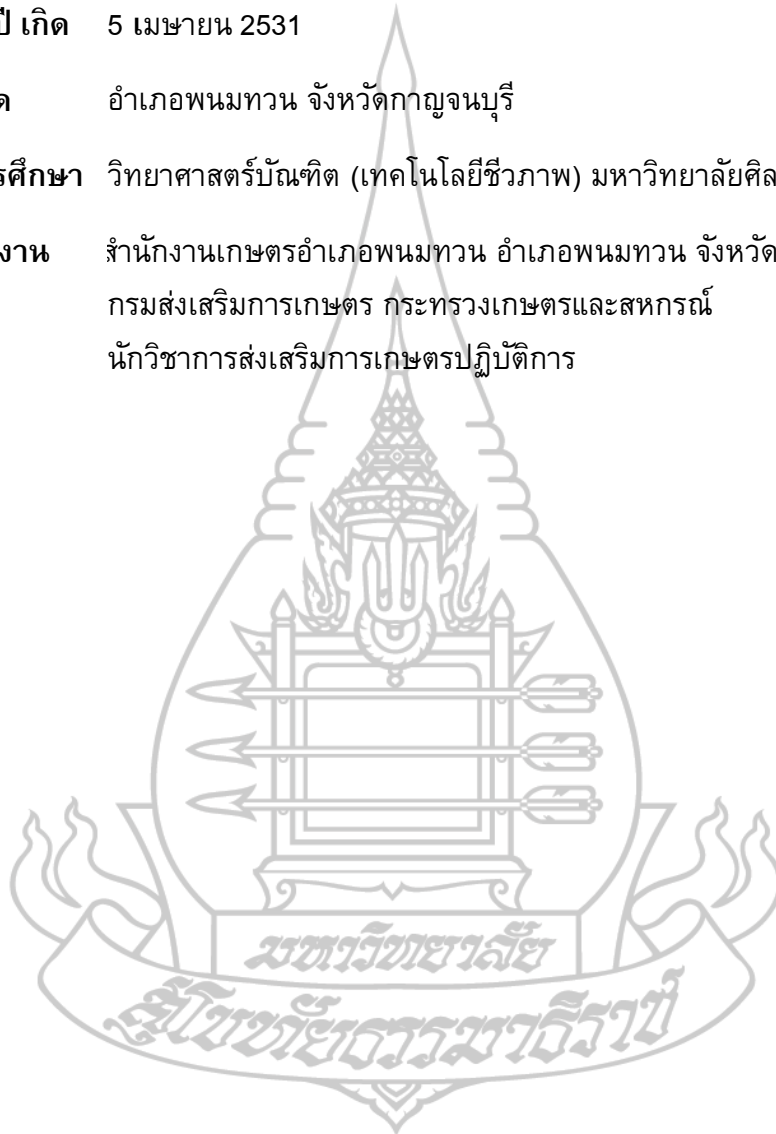 ปี เกิด 5 เมษายน 2531
อำเภอพนมทวน จังหวัดกาญจนบุรี
ศึกษา วิทยาศาสตร์บัณฑิต (เทคโนโลยีชีวภาพ) มหาวิทยาลัยศิล
งาน สำนักงานเกษตรอำเภอพนมทวน อำเภอพนมทวน จังหวัด
กรมส่งเสริมการเกษตร กระทรวงเกษตรและสหกรณ์
นักวิชาการส่งเสริมการเกษตรปฏิบัติการ
มหาวิทยาลัย
สุโขทัยธรรมาธิราช